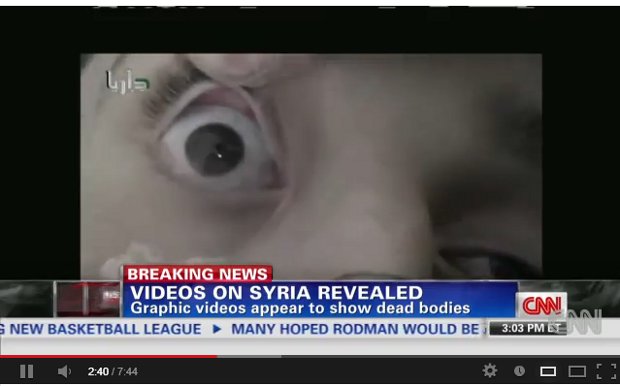 داريا
BREAKING NEWS
VIDEOS ON SYRIA REVEALED
Graphic videos appear to show dead bodies
CNN
NEW BASKETBALL LEAGUE ▶ MANY HOPED RODMAN WOULD BE
3:03 PM ET
CNN
2:40 / 7:44